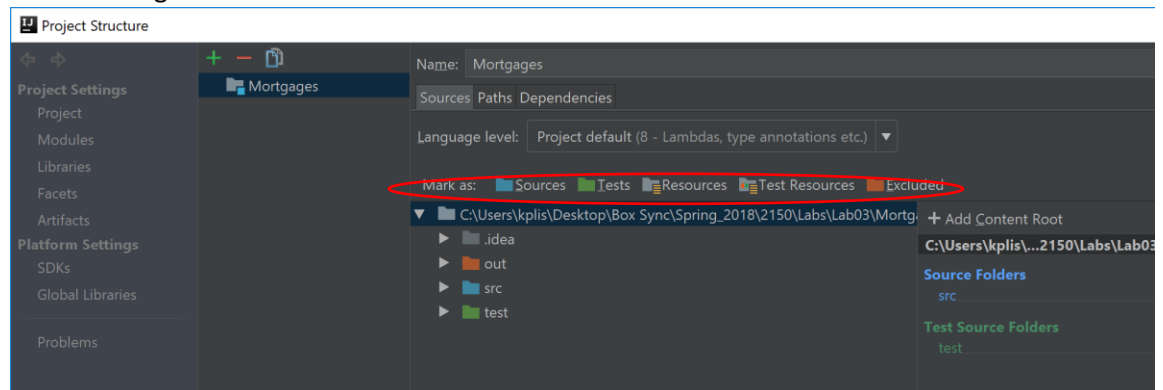 Project Structure
Project Settings
Project
Modules
Libraries
Facets
Artifacts
Platform Settings
SDKs
Global Libraries
Problems
Mortgages
Name: Mortgages
Sources Paths Dependencies
Language level: Project default (8 - Lambdas, type annotations etc.)
Mark as: Sources Tests Resources Test Resources Excluded
C:\Users\kplis\Desktop\Box Sync\Spring_2018\2150\Labs\Lab03\Mortg
.idea
out
src
test
+ Add Content Root
C:\Users\kplis\...2150\Labs\Lab03
Source Folders
src
Test Source Folders
test